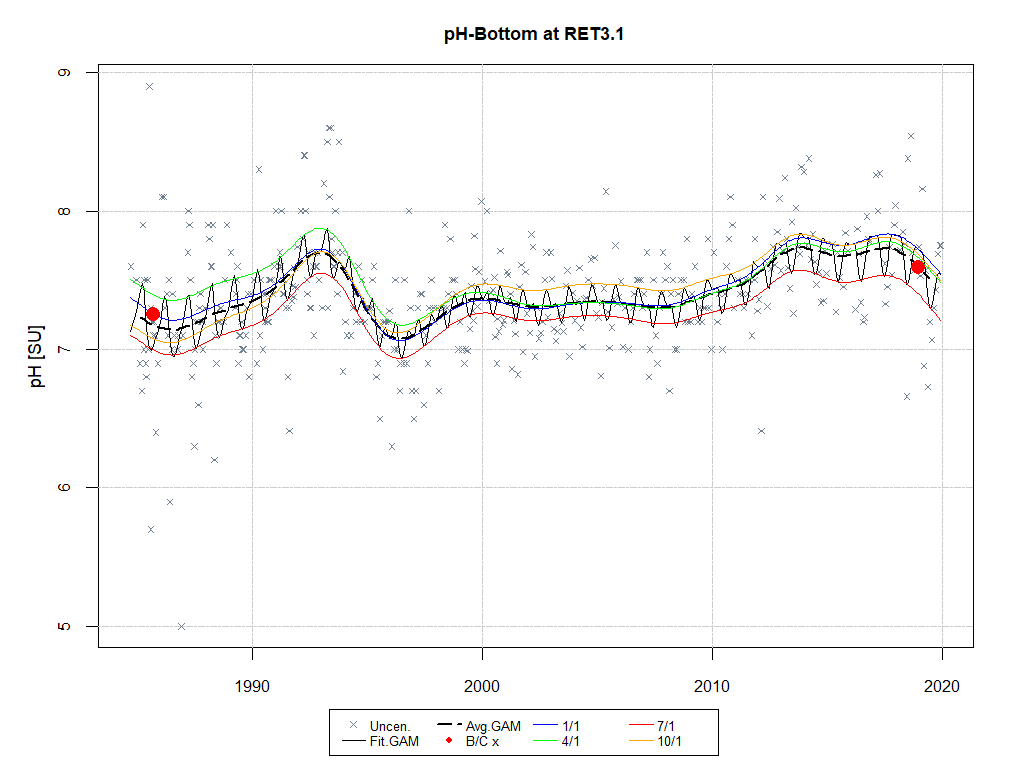 pH-Bottom at RET3.1
pH [SU]
9
8
7
6
5
1990 2000 2010 2020
Uncen. Avg.GAM 1/1 7/1
Fit.GAM B/C x 4/1 10/1